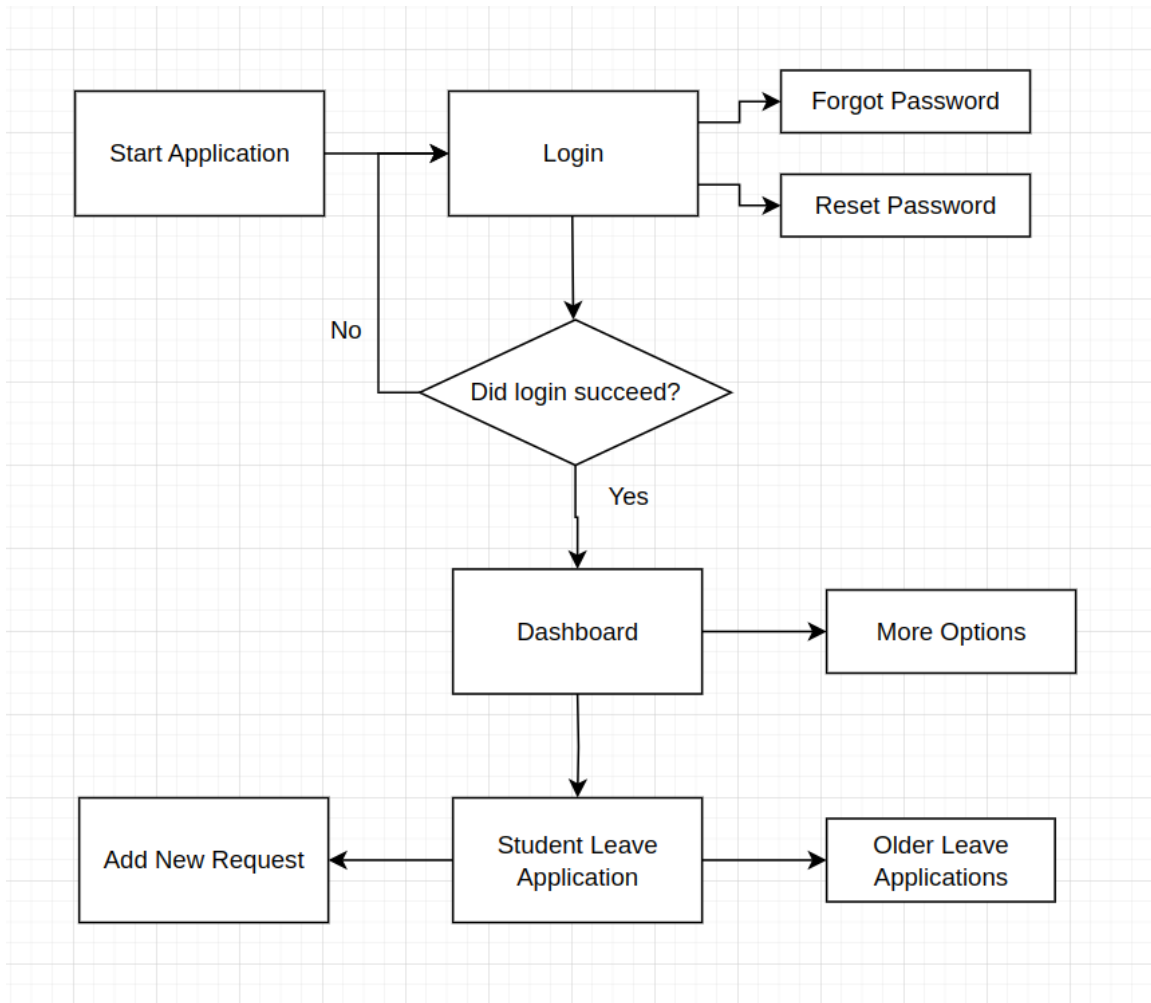 Forgot Password
Start Application
Login
Reset Password
No
Did login succeed?
Yes
Dashboard
More Options
Add New Request
Student Leave
Application
Older Leave
Applications